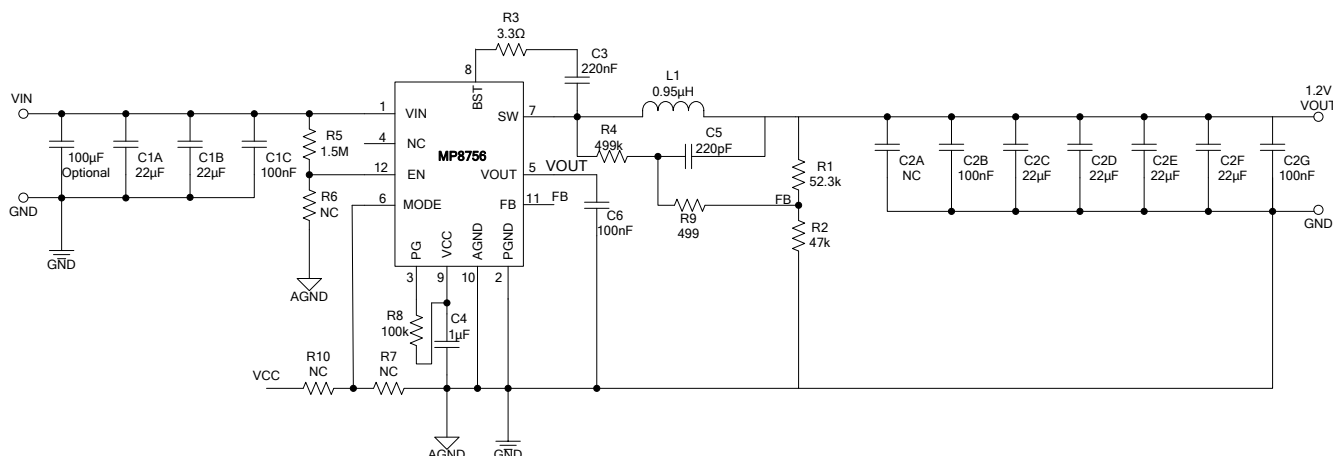 R3
3.3Ω
C3
220nF
8
BST
L1
0.95μH
1.2V
VOUT
VIN
1
VIN
SW
7
R5
1.5M
4
NC
R4
499k
C5
220pF
100μF
Optional
C1A
22μF
C1B
22μF
C1C
100nF
MP8756
12
EN
VOUT
5
VOUT
R1
52.3k
C2A
NC
C2B
100nF
C2C
22μF
C2D
22μF
C2E
22μF
C2F
22μF
C2G
100nF
GND
R6
NC
6
MODE
FB
11
FB
C6
100nF
R9
499
FB
R2
47k
GND
GND
AGND
PG
VCC
AGND
PGND
3
9
10
2
R8
100k
C4
1μF
VCC
R10
NC
R7
NC
AGND
GND